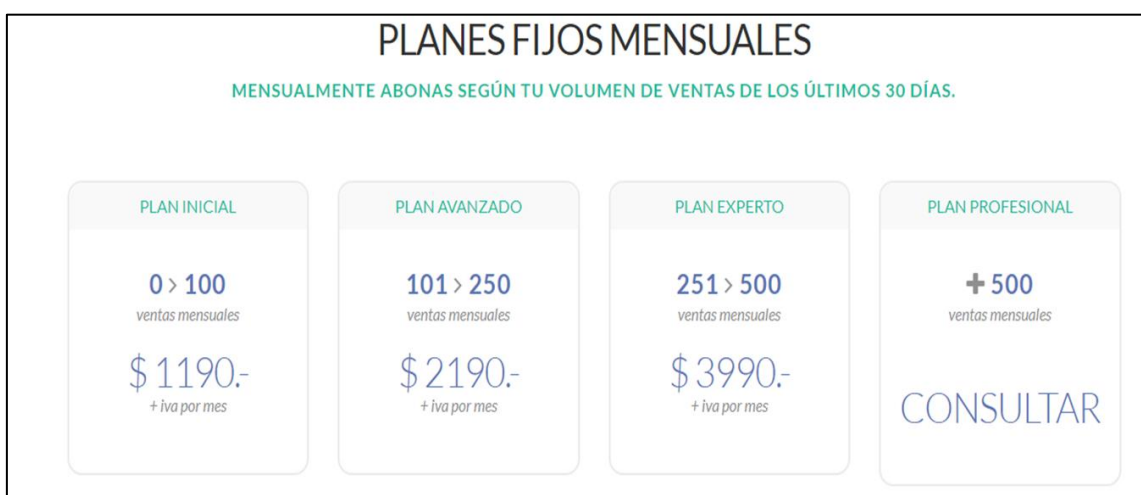 PLANES FIJOS MENSUALES
MENSUALMENTE ABONAS SEGÚN TU VOLUMEN DE VENTAS DE LOS ÚLTIMOS 30 DÍAS.
PLAN INICIAL
0 > 100
ventas mensuales
$ 1190.-
+ iva por mes
PLAN AVANZADO
101 > 250
ventas mensuales
$ 2190.-
+ iva por mes
PLAN EXPERTO
251 > 500
ventas mensuales
$ 3990.-
+ iva por mes
PLAN PROFESIONAL
+ 500
ventas mensuales
CONSULTAR